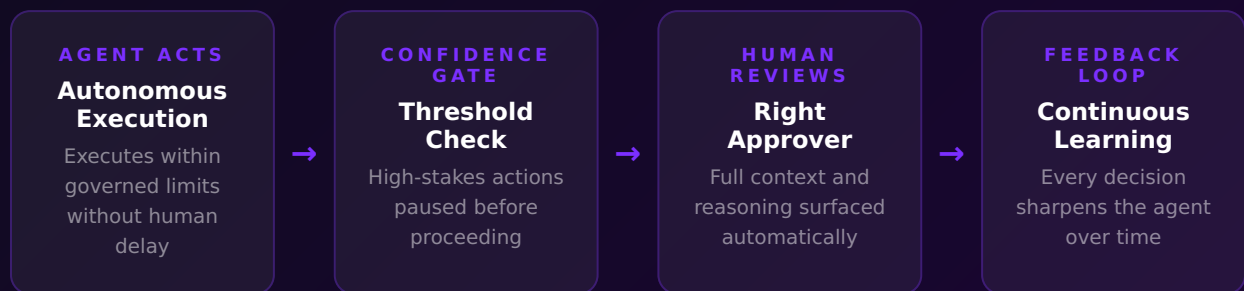 AGENT ACTS
Autonomous
Execution
Executes within
governed limits
without human
delay
→
CONFIDENCE
GATE
Threshold
Check
High-stakes actions
paused before
proceeding
→
HUMAN
REVIEWS
Right
Approver
Full context and
reasoning surfaced
automatically
→
FEEDBACK
LOOP
Continuous
Learning
Every decision
sharpens the agent
over time